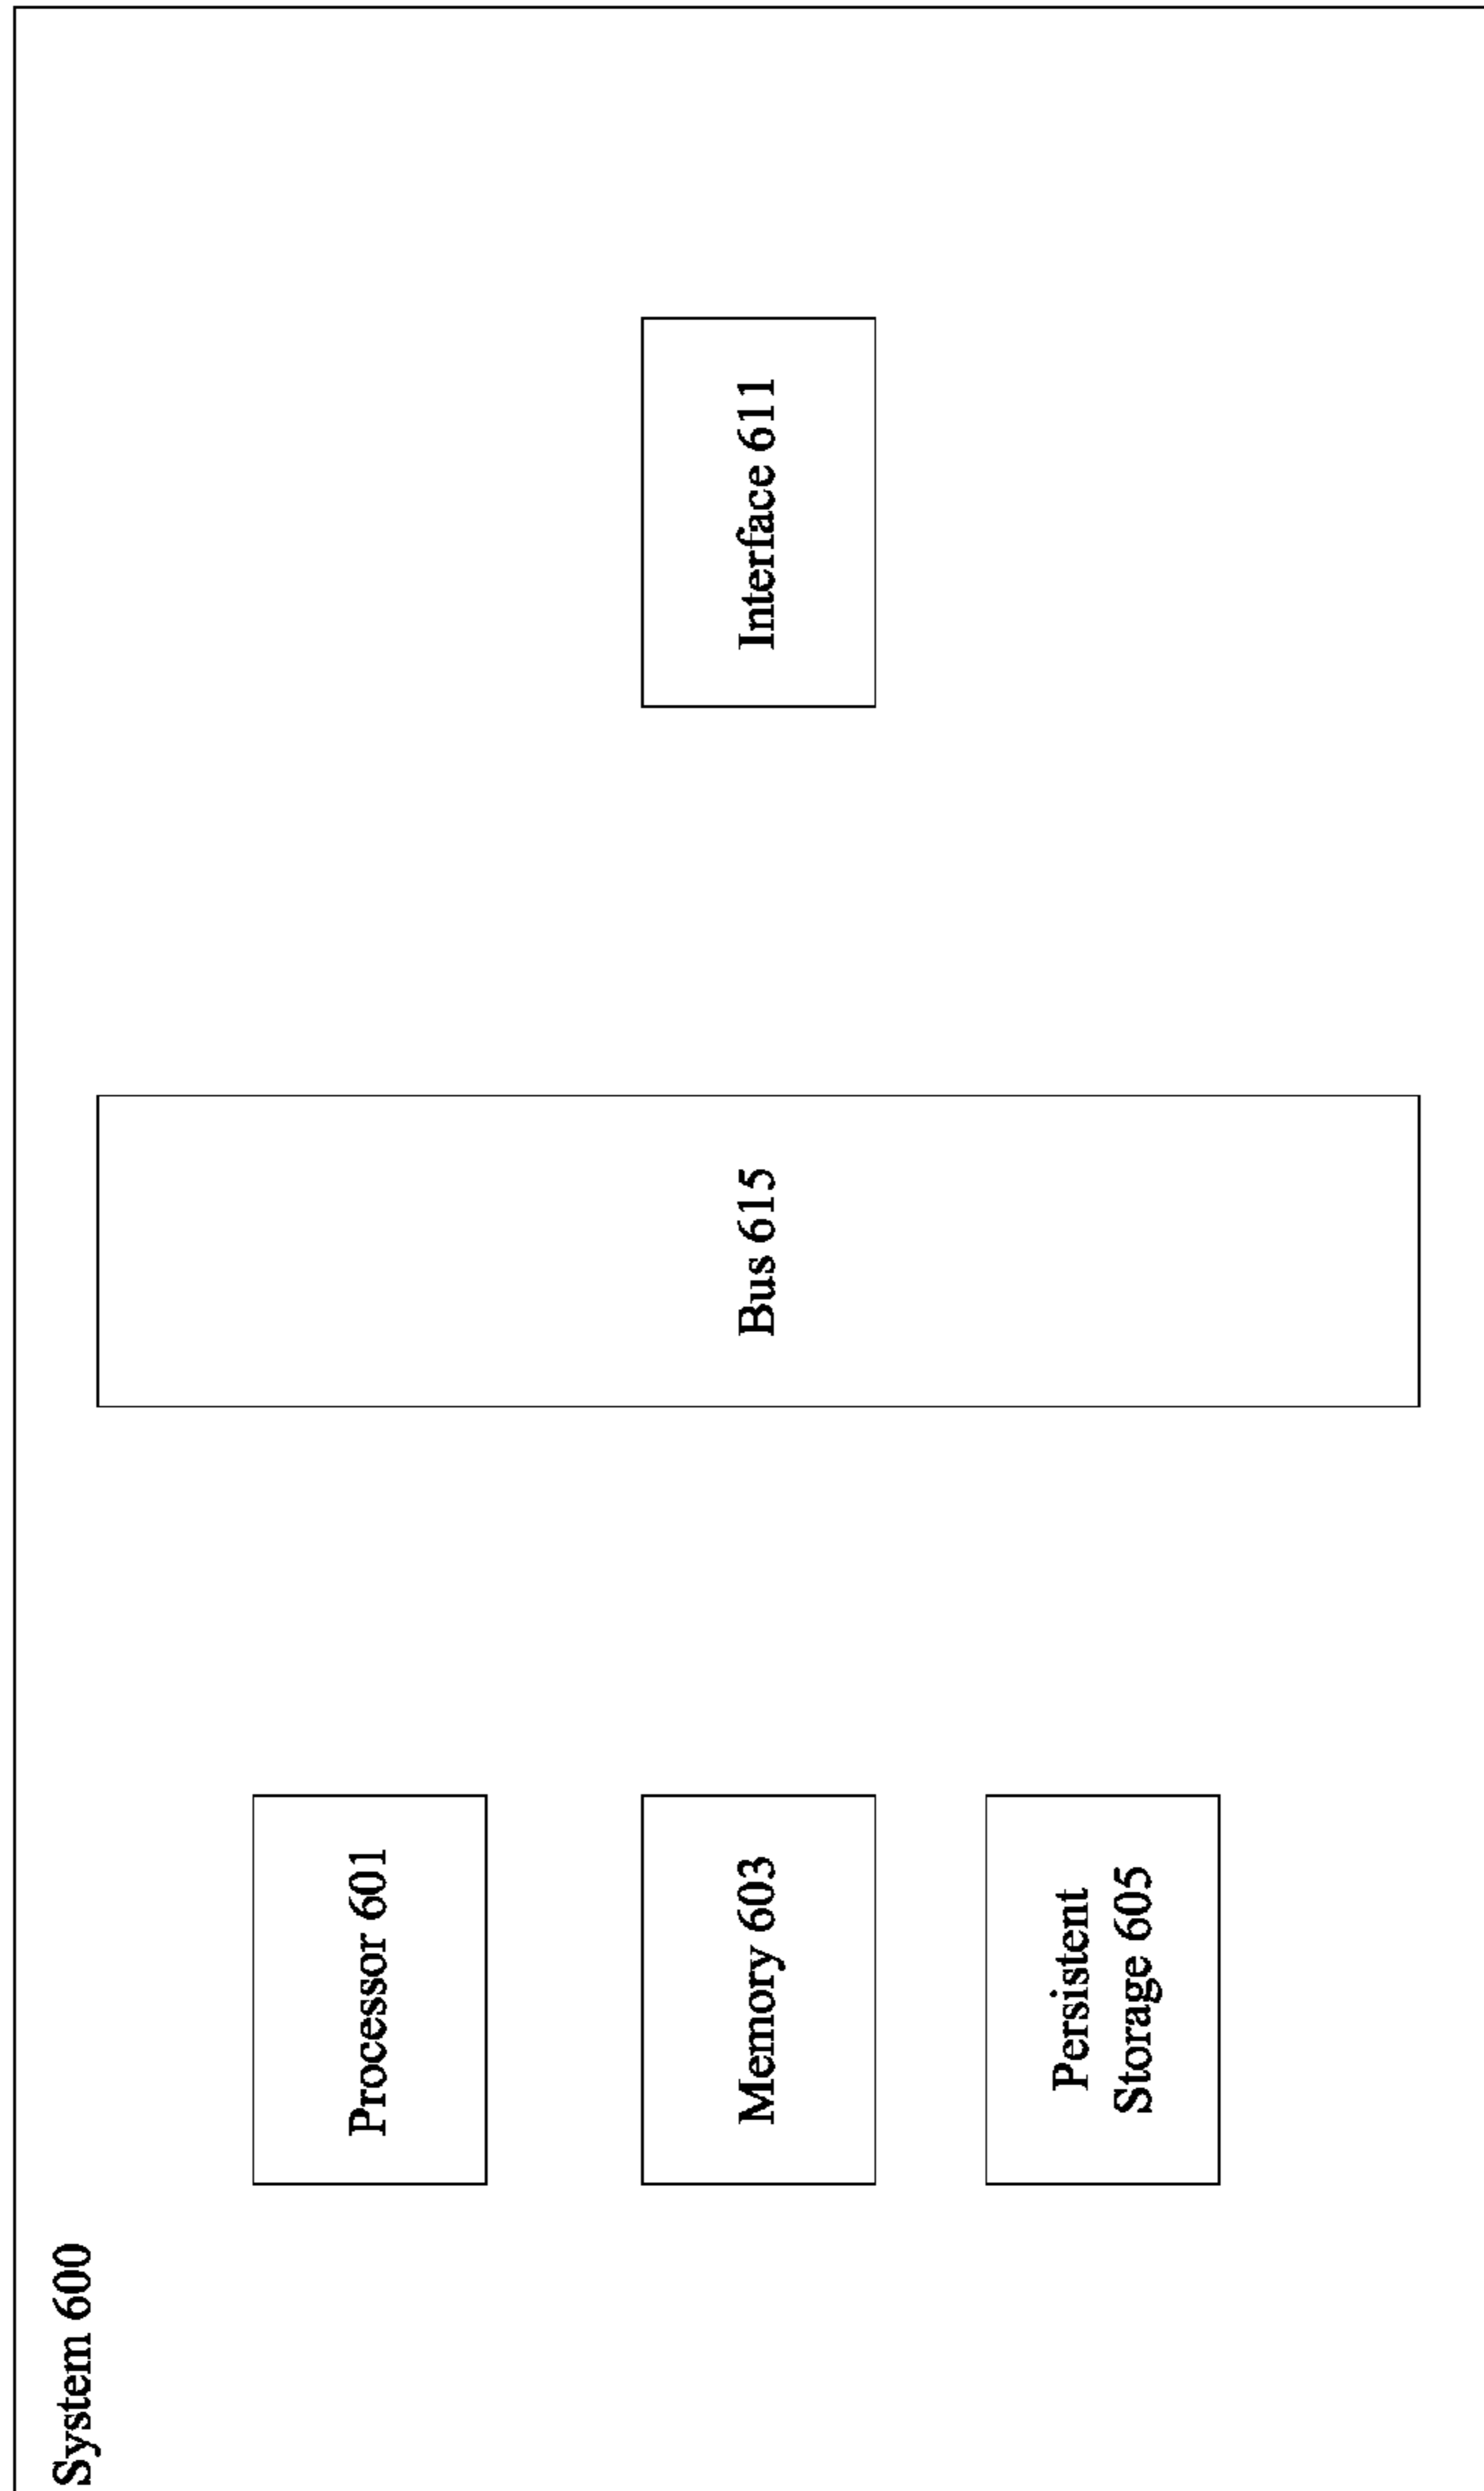 System 600
Processor 601
Memory 603
Persistent
Storage 605
Bus 615
Interface 611